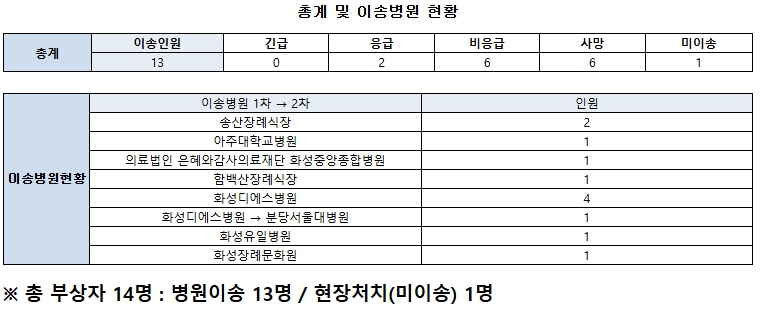 총계 및 이송병원 현황
총계 이송인원 긴급 응급 비응급 사망 미이송
13 0 2 6 6 1
이송병원현황
이송병원 1차 → 2차 인원
송산장례식장 2
아주대학교병원 1
의료법인 은혜와감사의료재단 화성중앙종합병원 1
함백산장례식장 1
화성디에스병원 4
화성디에스병원 → 분당서울대병원 1
화성유일병원 1
화성장례문화원 1
※ 총 부상자 14명 : 병원이송 13명 / 현장처치(미이송) 1명